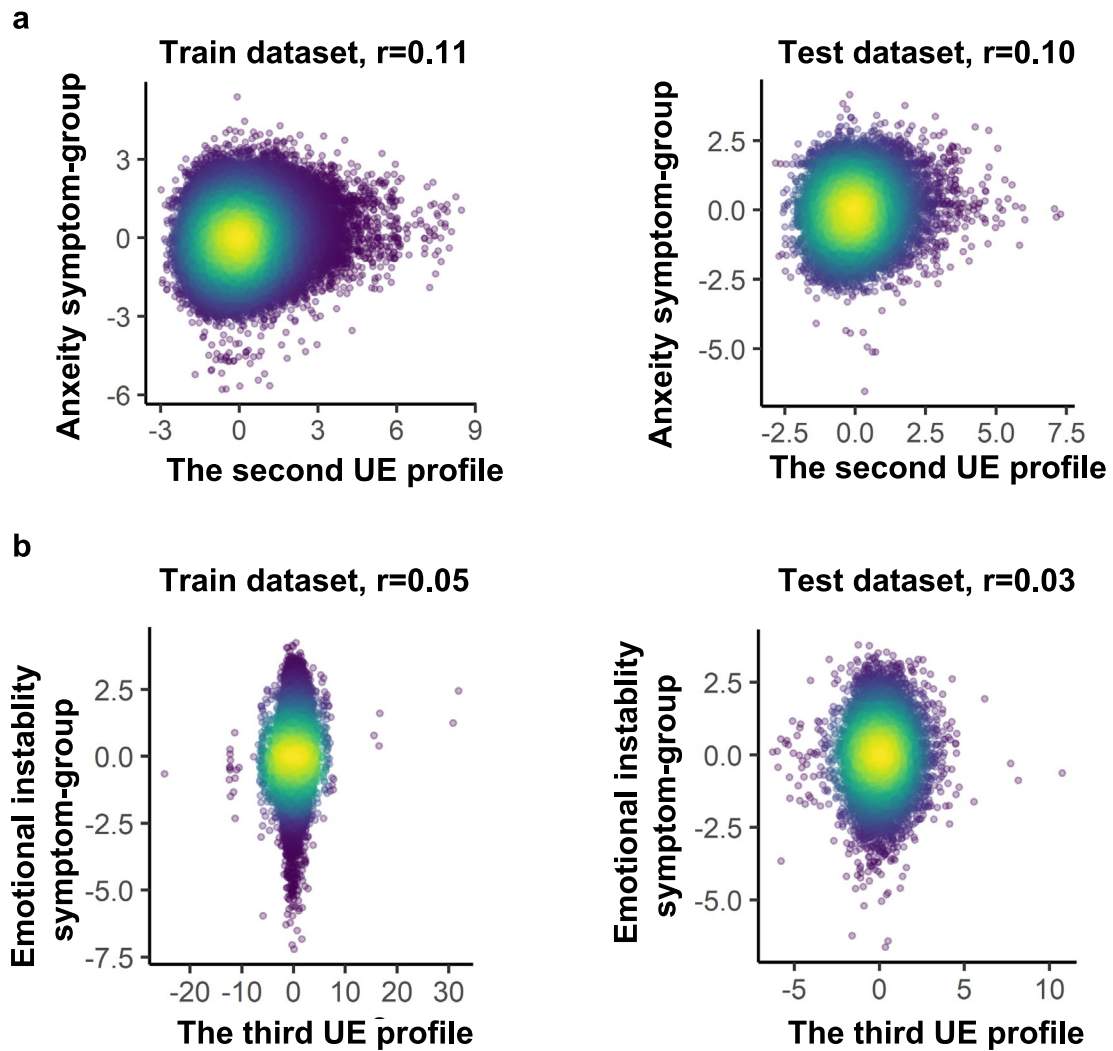 a
Train dataset, r=0.11
Anxeity symptom-group
3
0
-3
-6
-3 0 3 6 9
The second UE profile
Test dataset, r=0.10
Anxeity symptom-group
2.5
0.0
-2.5
-5.0
-2.5 0.0 2.5 5.0 7.5
The second UE profile
b
Train dataset, r=0.05
Emotional instablity
symptom-group
2.5
0.0
-2.5
-5.0
-7.5
-20 -10 0 10 20 30
The third UE profile
Test dataset, r=0.03
Emotional instablity
symptom-group
2.5
0.0
-2.5
-5.0
-5 0 5 10
The third UE profile